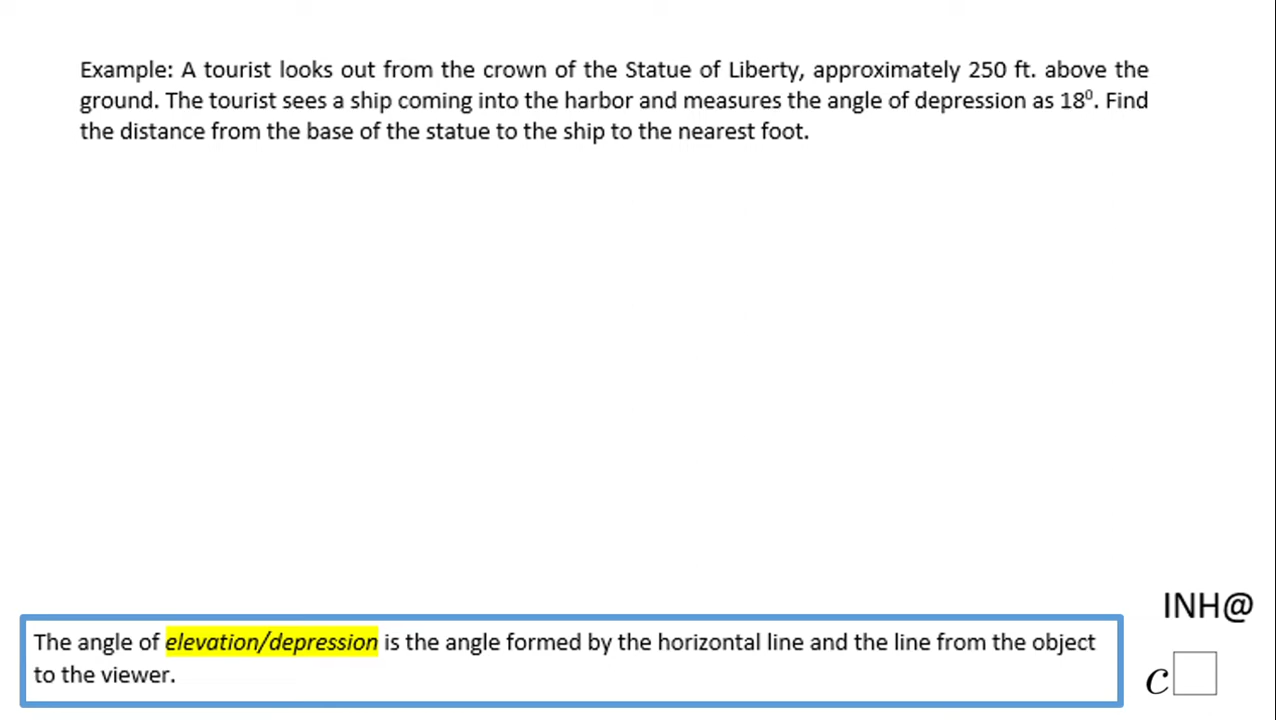 Example: A tourist looks out from the crown of the Statue of Liberty, approximately 250 ft. above the
ground. The tourist sees a ship coming into the harbor and measures the angle of depression as 18⁰. Find
the distance from the base of the statue to the ship to the nearest foot.
INH@
The angle of elevation/depression is the angle formed by the horizontal line and the line from the object
to the viewer.
c